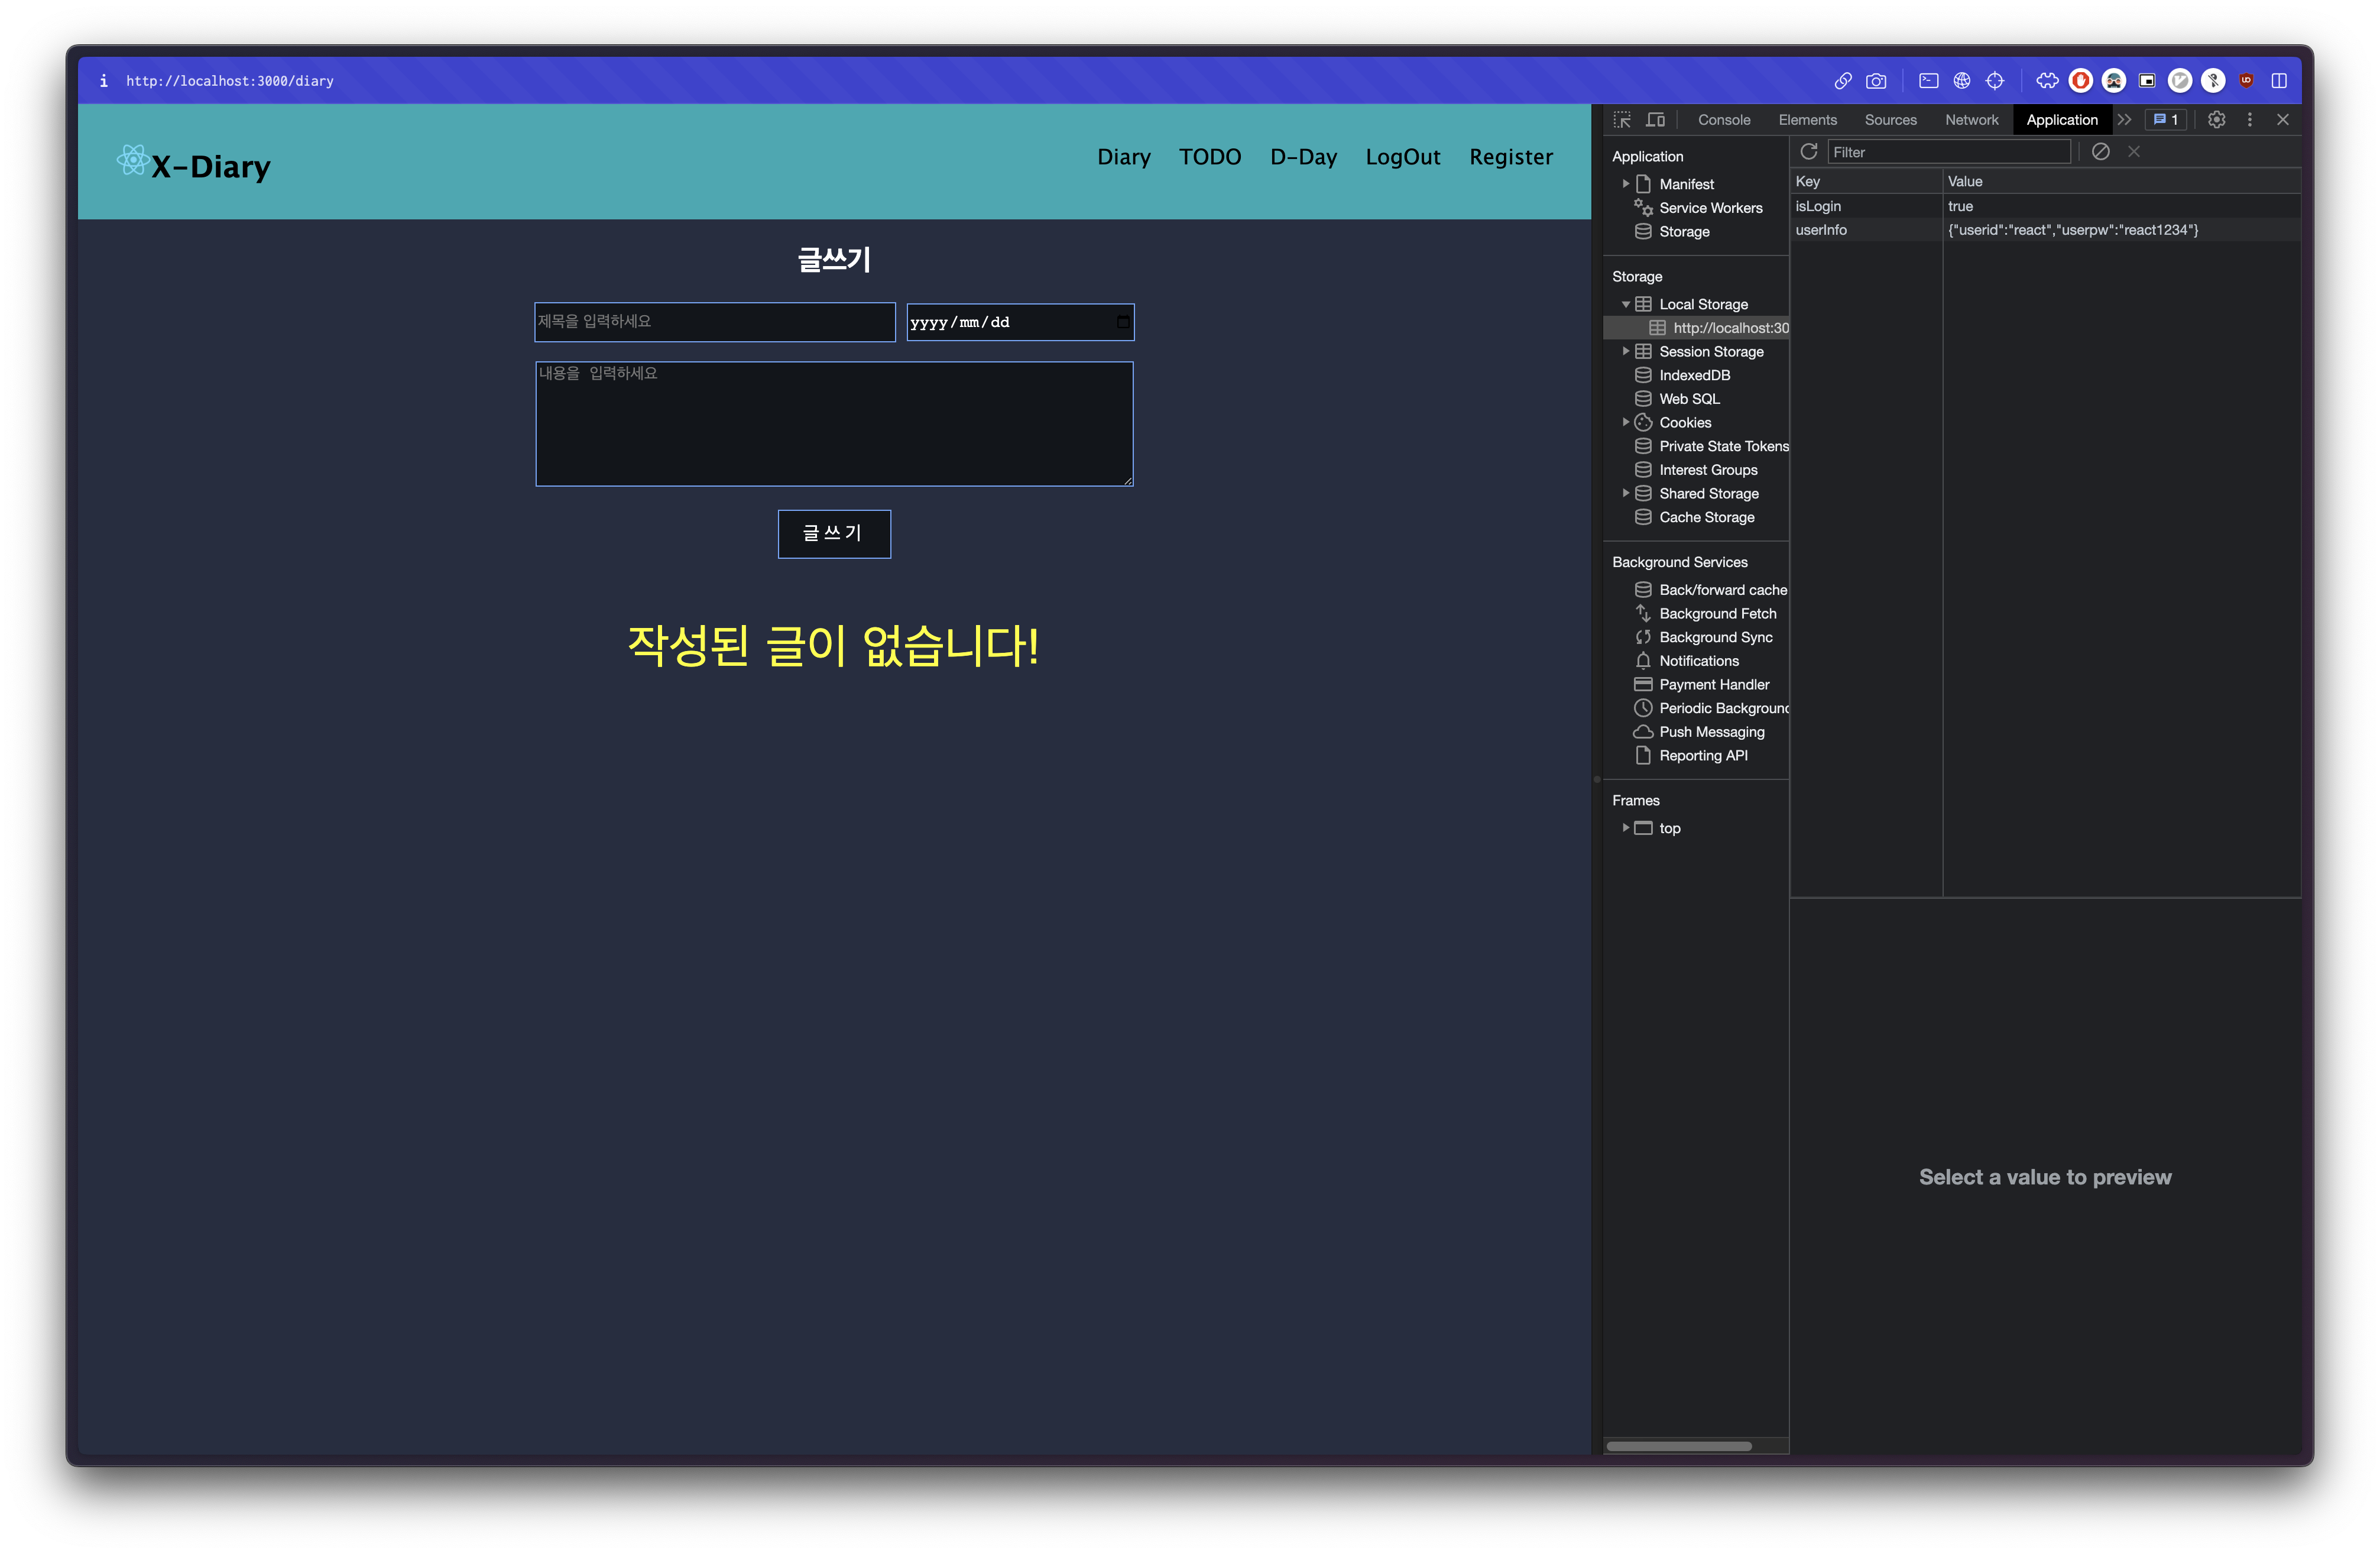 i http://localhost:3000/diary
X-Diary
Diary TODO D-Day LogOut Register
글쓰기
제목을 입력하세요 yyyy/mm/dd
내용을 입력하세요
글쓰기
작성된 글이 없습니다!
Console Elements Sources Network Application 1
Application
Manifest
Service Workers
Storage
Storage
Local Storage
http://localhost:30
Session Storage
IndexedDB
Web SQL
Cookies
Private State Tokens
Interest Groups
Shared Storage
Cache Storage
Background Services
Back/forward cache
Background Fetch
Background Sync
Notifications
Payment Handler
Periodic Background
Push Messaging
Reporting API
Frames
top
Filter
Key Value
isLogin true
userInfo {"userid":"react","userpw":"react1234"}
Select a value to preview